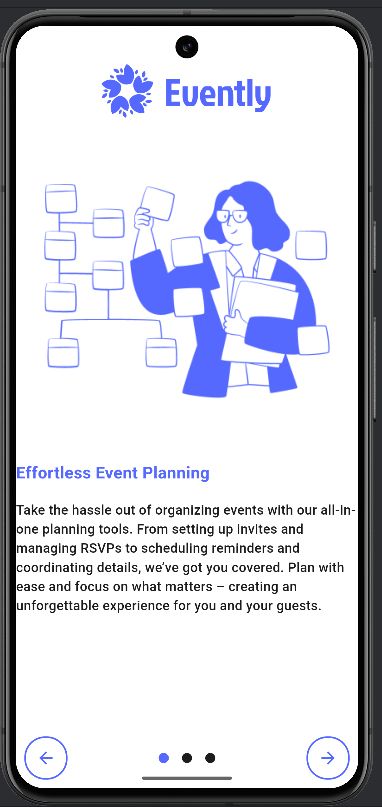 Evently
Effortless Event Planning
Take the hassle out of organizing events with our all-in-
one planning tools. From setting up invites and
managing RSVPs to scheduling reminders and
coordinating details, we've got you covered. Plan with
ease and focus on what matters – creating an
unforgettable experience for you and your guests.